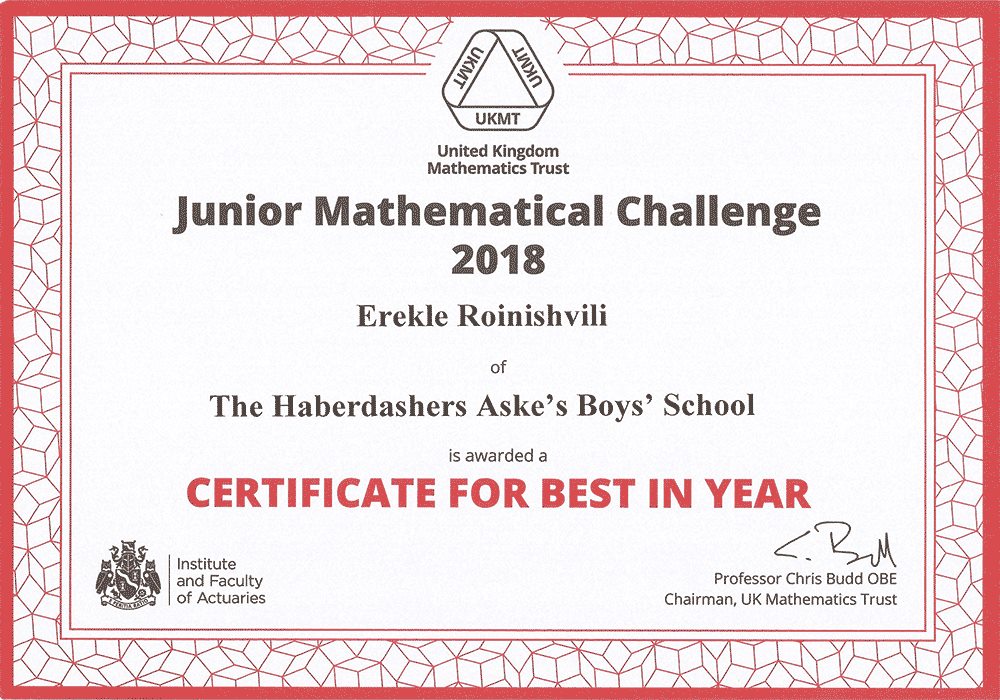 UKMT
UKMT
UKMT
United Kingdom
Mathematics Trust
Junior Mathematical Challenge
2018
Erekle Roinishvili
of
The Haberdashers Aske’s Boys’ School
is awarded a
CERTIFICATE FOR BEST IN YEAR
Institute
and Faculty
of Actuaries
E PERITIA RATIO
C. Budd
Professor Chris Budd OBE
Chairman, UK Mathematics Trust